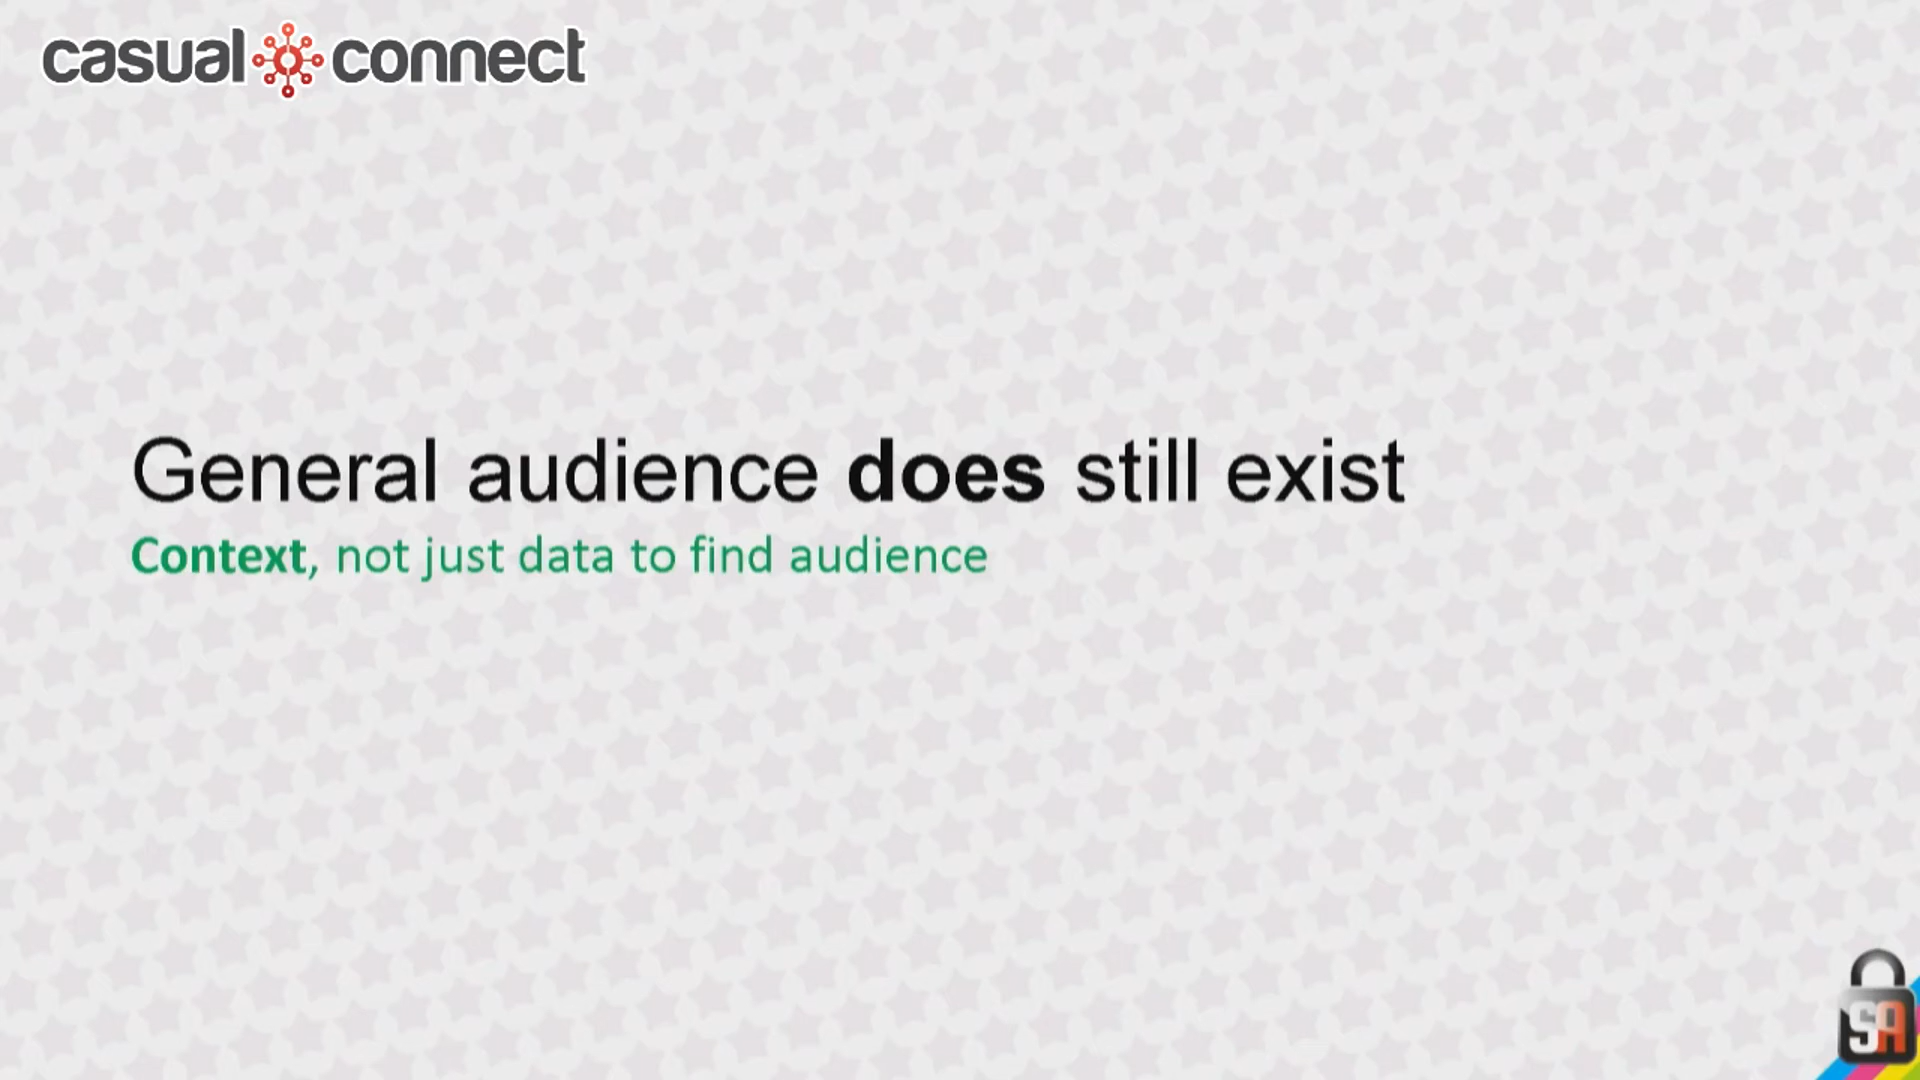 casual connect
General audience does still exist
Context, not just data to find audience
SA